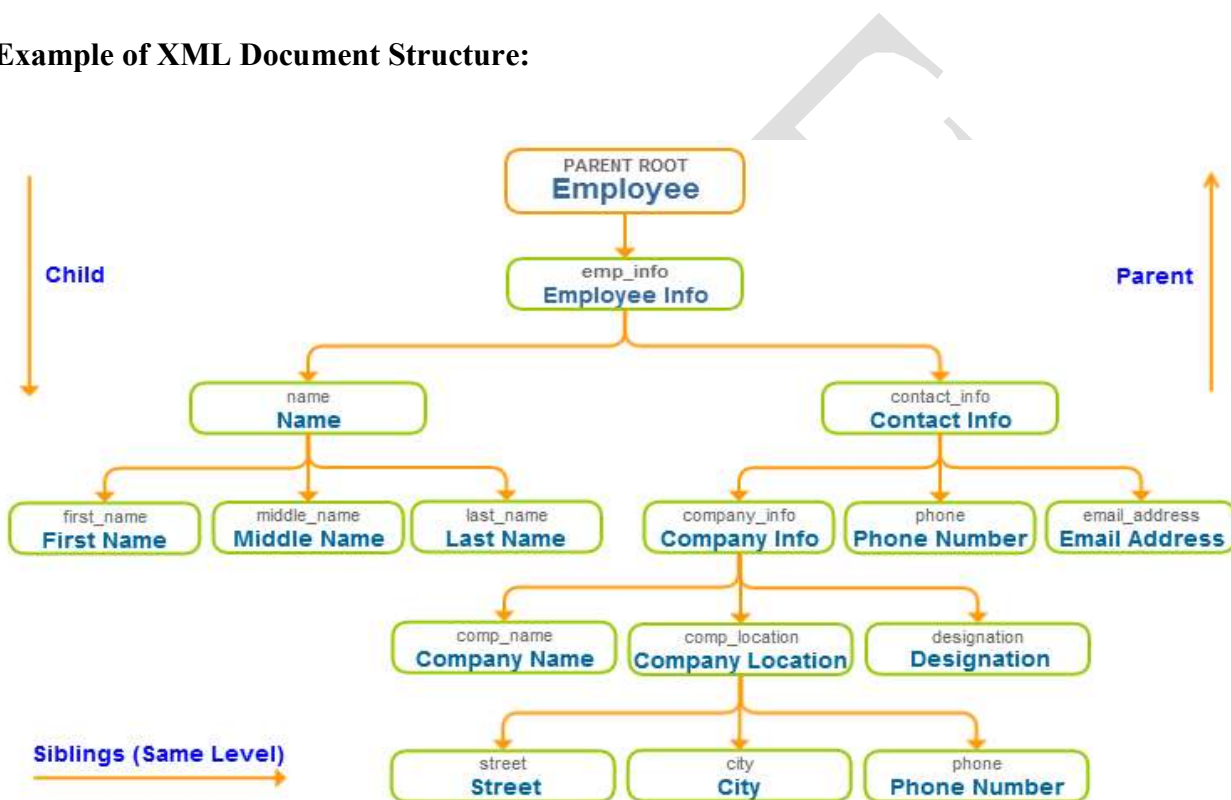 Example of XML Document Structure:
PARENT ROOT
Employee
Child
Parent
emp_info
Employee Info
name
Name
contact_info
Contact Info
first_name
First Name
middle_name
Middle Name
last_name
Last Name
company_info
Company Info
phone
Phone Number
email_address
Email Address
comp_name
Company Name
comp_location
Company Location
designation
Designation
Siblings (Same Level)
street
Street
city
City
phone
Phone Number